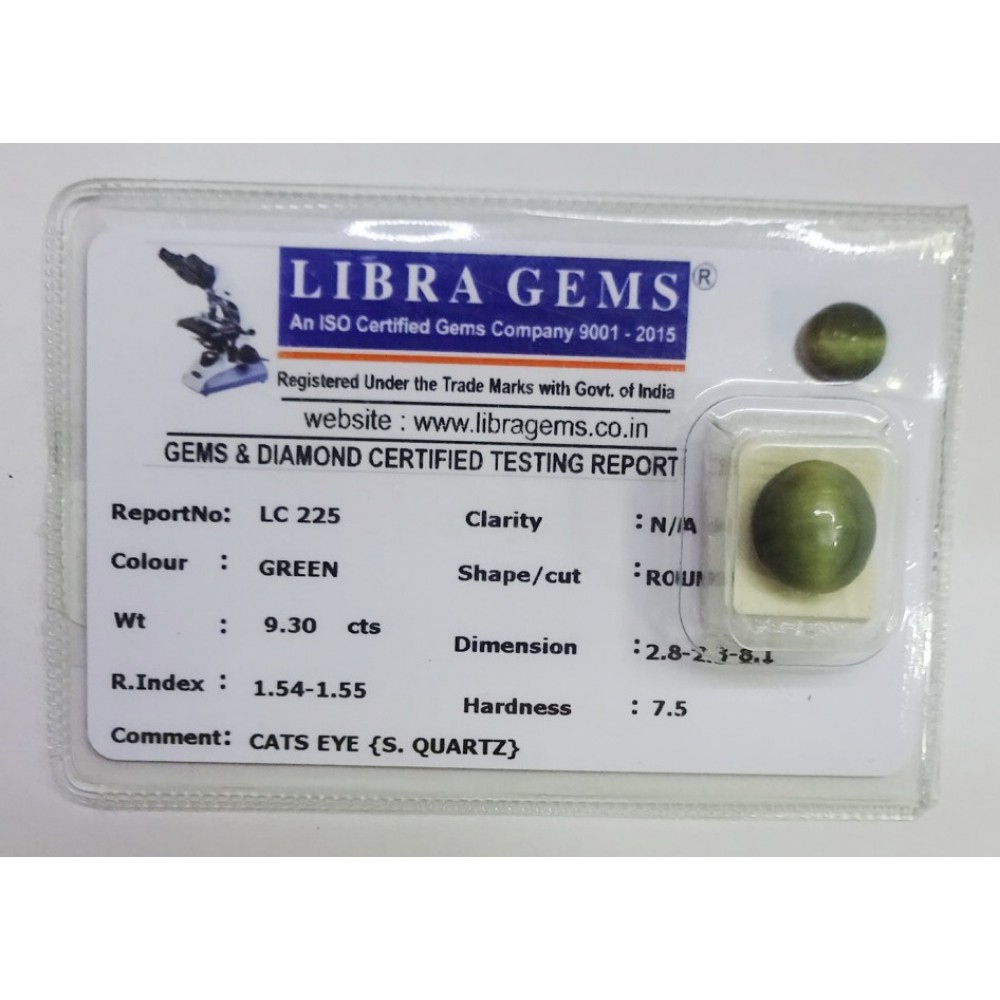 LIBRA GEMS ®
An ISO Certified Gems Company 9001 - 2015
Registered Under the Trade Marks with Govt. of India
website : www.libragems.co.in
GEMS & DIAMOND CERTIFIED TESTING REPORT
ReportNo: LC 225
Colour : GREEN
Wt : 9.30 cts
R.Index : 1.54-1.55
Comment: CATS EYE {S. QUARTZ}
Clarity : N/A
Shape/cut :
Dimension :
Hardness : 7.5